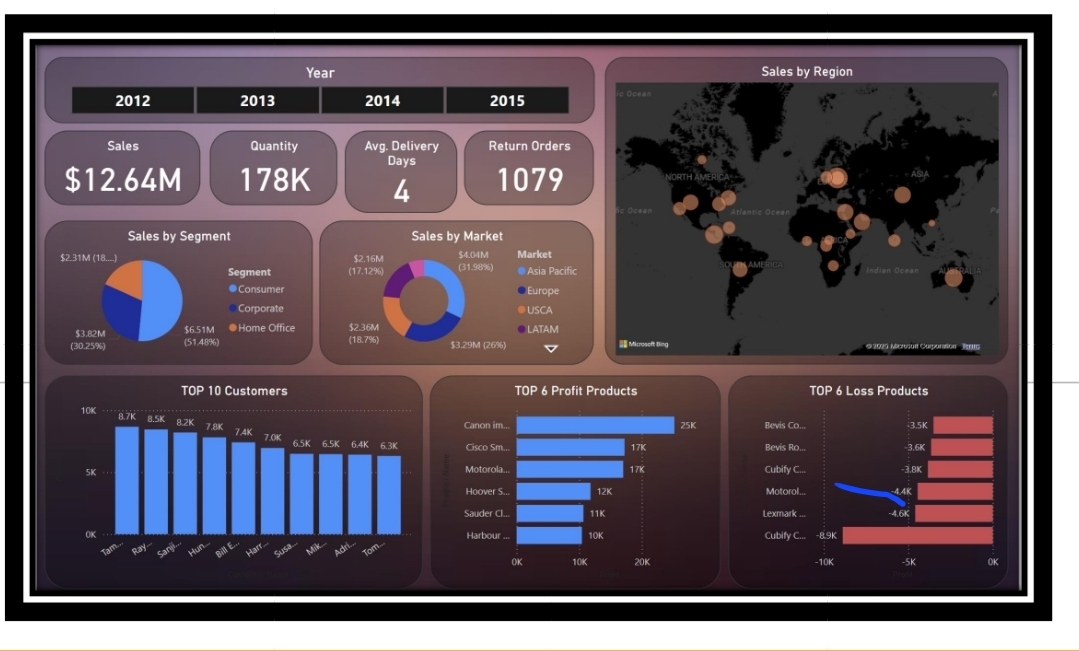 Year
2012 2013 2014 2015
Sales by Region
Sales
$12.64M
Quantity
178K
Avg. Delivery
Days
4
Return Orders
1079
ic Ocean
NORTH AMERICA
ASIA
fic Ocean
Atlantic Ocean
SOUTH AMERICA
Indian Ocean
AUSTRALIA
Microsoft Bing
© 2025 Microsoft Corporation Terms
Sales by Segment
$2.31M (18....)
$3.82M
(30.25%)
$6.51M
(51.48%)
Segment
Consumer
Corporate
Home Office
Sales by Market
$2.16M
(17.12%)
$4.04M
(31.98%)
$2.36M
(18.7%)
$3.29M (26%)
Market
Asia Pacific
Europe
USCA
LATAM
TOP 10 Customers
10K
5K
0K
8.7K 8.5K 8.2K 7.8K 7.4K 7.0K 6.5K 6.5K 6.4K 6.3K
Tam... Ray... Sanji... Hun... Bill E... Harr... Susa... Mik... Adri... Tom...
TOP 6 Profit Products
Canon im... 25K
Cisco Sm... 17K
Motorola... 17K
Hoover S... 12K
Sauder Cl... 11K
Harbour ... 10K
0K 10K 20K
TOP 6 Loss Products
Bevis Co... -3.5K
Bevis Ro... -3.6K
Cubify C... -3.8K
Motorol... -4.4K
Lexmark ... -4.6K
Cubify C... -8.9K
-10K -5K 0K